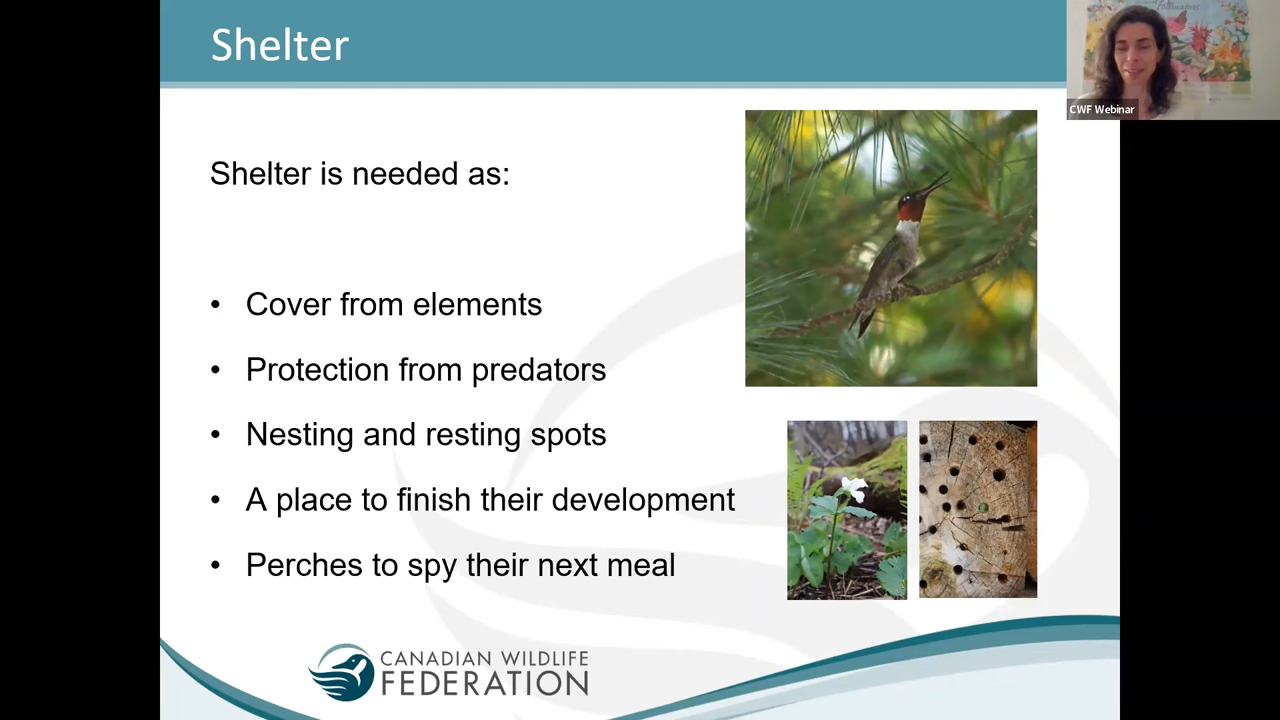 Shelter
CWF Webinar
Shelter is needed as:
• Cover from elements
• Protection from predators
• Nesting and resting spots
• A place to finish their development
• Perches to spy their next meal
CANADIAN WILDLIFE
FEDERATION